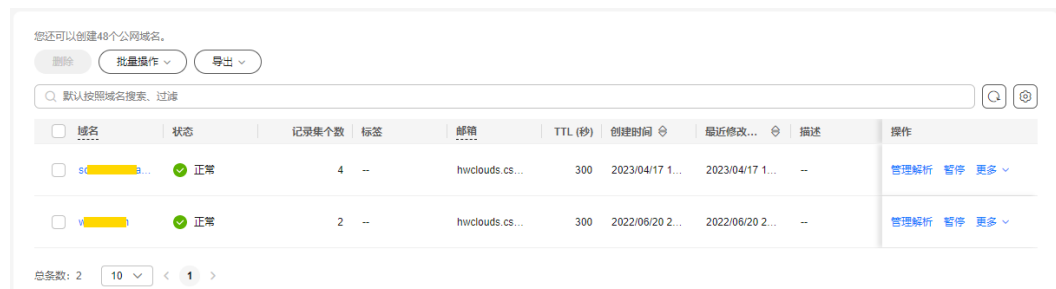 您还可以创建48个公网域名。
删除 批量操作 导出
默认按照域名搜索、过滤
域名 状态 记录集个数 标签 邮箱 TTL (秒) 创建时间 最近修改... 描述 操作
正常 4 -- hwclouds.cs... 300 2023/04/17 1... 2023/04/17 1... -- 管理解析 暂停 更多
正常 2 -- hwclouds.cs... 300 2022/06/20 2... 2022/06/20 2... -- 管理解析 暂停 更多
总条数: 2 10 < 1 >